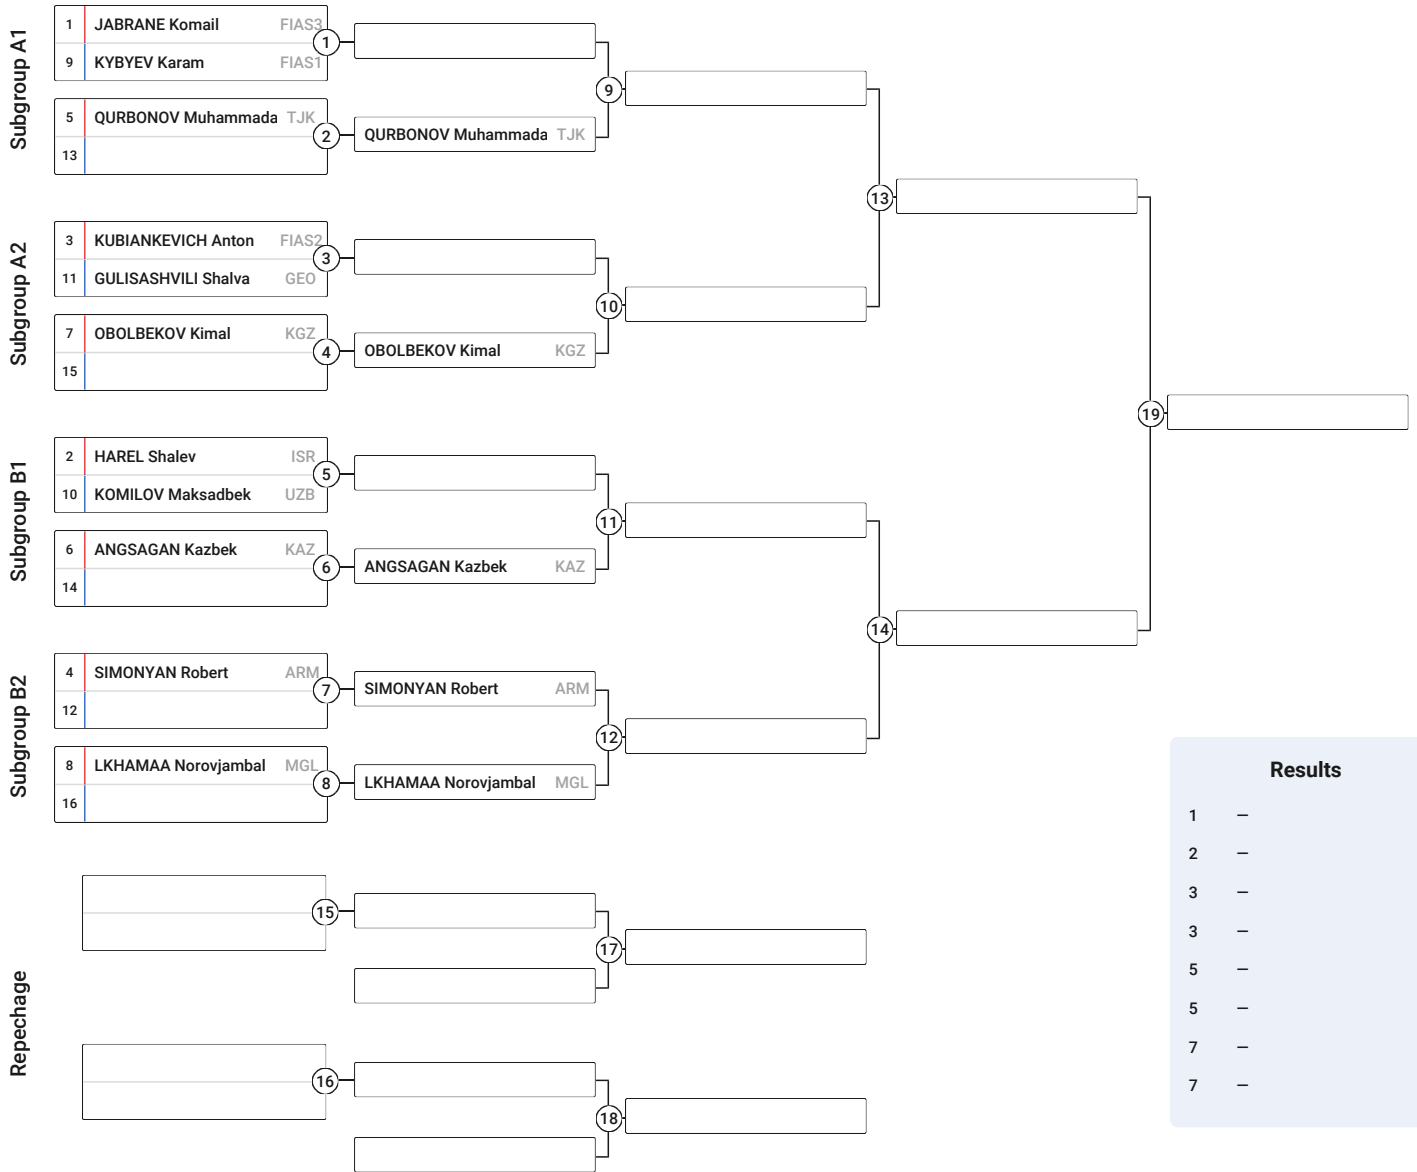 Subgroup A1
1 JABRANE Komail FIAS3
9 KYBYEV Karam FIAS1
1
5 QURBONOV Muhammada TJK
13
2
QURBONOV Muhammada TJK
9
Subgroup A2
3 KUBIANKEVICH Anton FIAS2
11 GULISASHVILI Shalva GEO
3
7 OBOLBEKOV Kimal KGZ
15
4
OBOLBEKOV Kimal KGZ
10
13
Subgroup B1
2 HAREL Shalev ISR
10 KOMILOV Maksadbek UZB
5
6 ANGSAGAN Kazbek KAZ
14
6
ANGSAGAN Kazbek KAZ
11
Subgroup B2
4 SIMONYAN Robert ARM
12
7
SIMONYAN Robert ARM
8 LKHAMAA Norovjambal MGL
16
8
LKHAMAA Norovjambal MGL
12
14
19
Repechage
15
17
16
18
Results
1 –
2 –
3 –
3 –
5 –
5 –
7 –
7 –